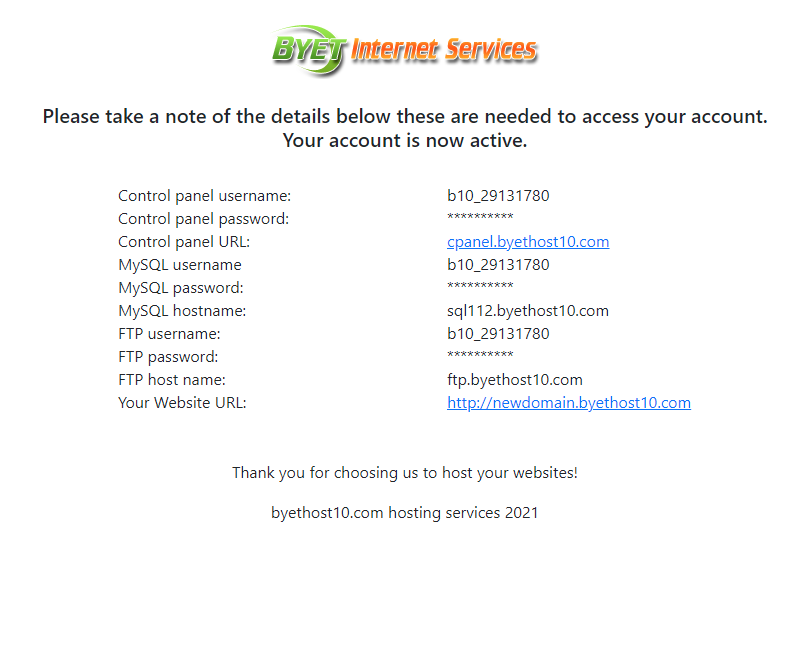 BYET Internet Services
Please take a note of the details below these are needed to access your account.
Your account is now active.
Control panel username: b10_29131780
Control panel password: **********
Control panel URL: cpanel.byethost10.com
MySQL username b10_29131780
MySQL password: **********
MySQL hostname: sql112.byethost10.com
FTP username: b10_29131780
FTP password: **********
FTP host name: ftp.byethost10.com
Your Website URL: http://newdomain.byethost10.com
Thank you for choosing us to host your websites!
byethost10.com hosting services 2021